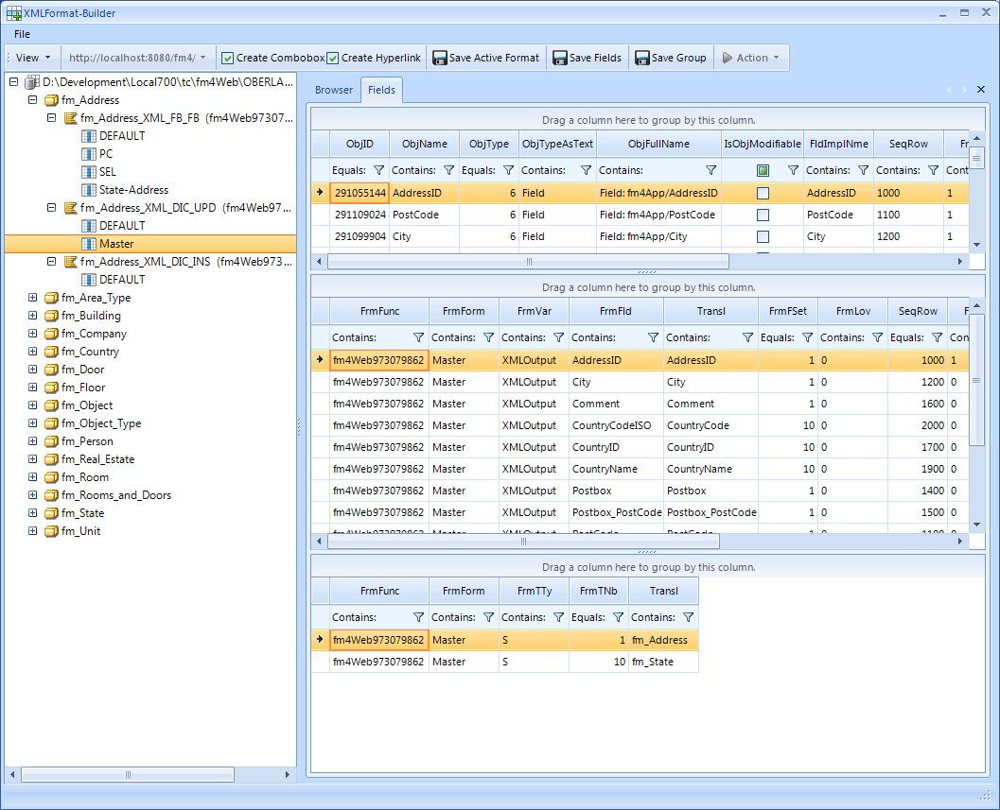 XMLFormat-Builder
File
View http://localhost:8080/fm4/ Create Combobox Create Hyperlink Save Active Format Save Fields Save Group Action
D:\Development\Local700\tc\fm4Web\OBERLA...
fm_Address
fm_Address_XML_FB_FB (fm4Web97307...
DEFAULT
PC
SEL
State-Address
fm_Address_XML_DIC_UPD (fm4Web97...
DEFAULT
Master
fm_Address_XML_DIC_INS (fm4Web973...
DEFAULT
fm_Area_Type
fm_Building
fm_Company
fm_Country
fm_Door
fm_Floor
fm_Object
fm_Object_Type
fm_Person
fm_Real_Estate
fm_Room
fm_Rooms_and_Doors
fm_State
fm_Unit
Browser Fields
Drag a column here to group by this column.
ObjID ObjName ObjType ObjTypeAsText ObjFullName IsObjModifiable FldImplNme SeqRow Fr
Equals: Contains: Equals: Contains: Contains: Contains: Contains: Cont
291055144 AddressID 6 Field Field: fm4App/AddressID AddressID 1000 1
291109024 PostCode 6 Field Field: fm4App/PostCode PostCode 1100 1
291099904 City 6 Field Field: fm4App/City City 1200 1
Drag a column here to group by this column.
FrmFunc FrmForm FrmVar FrmFld Transl FrmFSet FrmLov SeqRow F
Contains: Contains: Contains: Contains: Contains: Equals: Contains: Equals: Con
fm4Web973079862 Master XMLOutput AddressID AddressID 1 0 1000 1
fm4Web973079862 Master XMLOutput City City 1 0 1200 0
fm4Web973079862 Master XMLOutput Comment Comment 1 0 1600 0
fm4Web973079862 Master XMLOutput CountryCodeISO CountryCode 10 0 2000 0
fm4Web973079862 Master XMLOutput CountryID CountryID 10 0 1700 0
fm4Web973079862 Master XMLOutput CountryName CountryName 10 0 1900 0
fm4Web973079862 Master XMLOutput Postbox Postbox 1 0 1400 0
fm4Web973079862 Master XMLOutput Postbox_PostCode Postbox_PostCode 1 0 1500 0
Drag a column here to group by this column.
FrmFunc FrmForm FrmTTy FrmTNb Transl
Contains: Contains: Contains: Equals: Contains:
fm4Web973079862 Master S 1 fm_Address
fm4Web973079862 Master S 10 fm_State